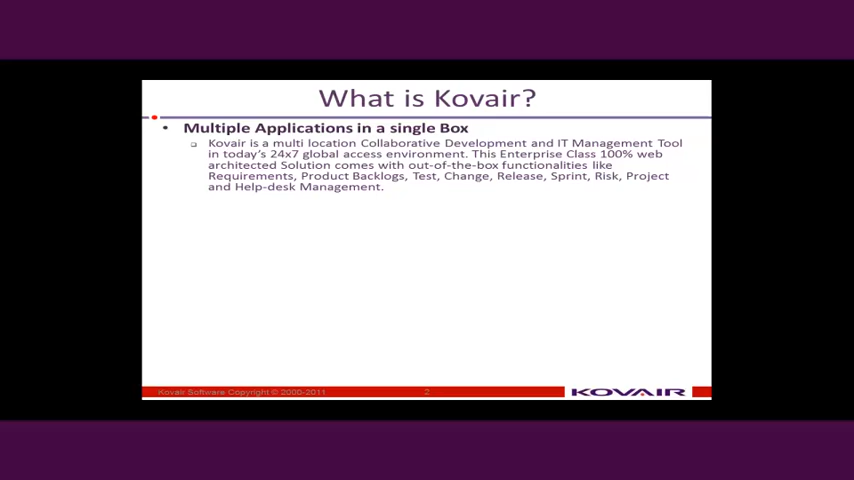 What is Kovair?
• Multiple Applications in a single Box
Kovair is a multi location Collaborative Development and IT Management Tool
in today's 24x7 global access environment. This Enterprise Class 100% web
architected Solution comes with out-of-the-box functionalities like
Requirements, Product Backlogs, Test, Change, Release, Sprint, Risk, Project
and Help-desk Management.
Kovair Software Copyright © 2000-2011
2
KOVAIR